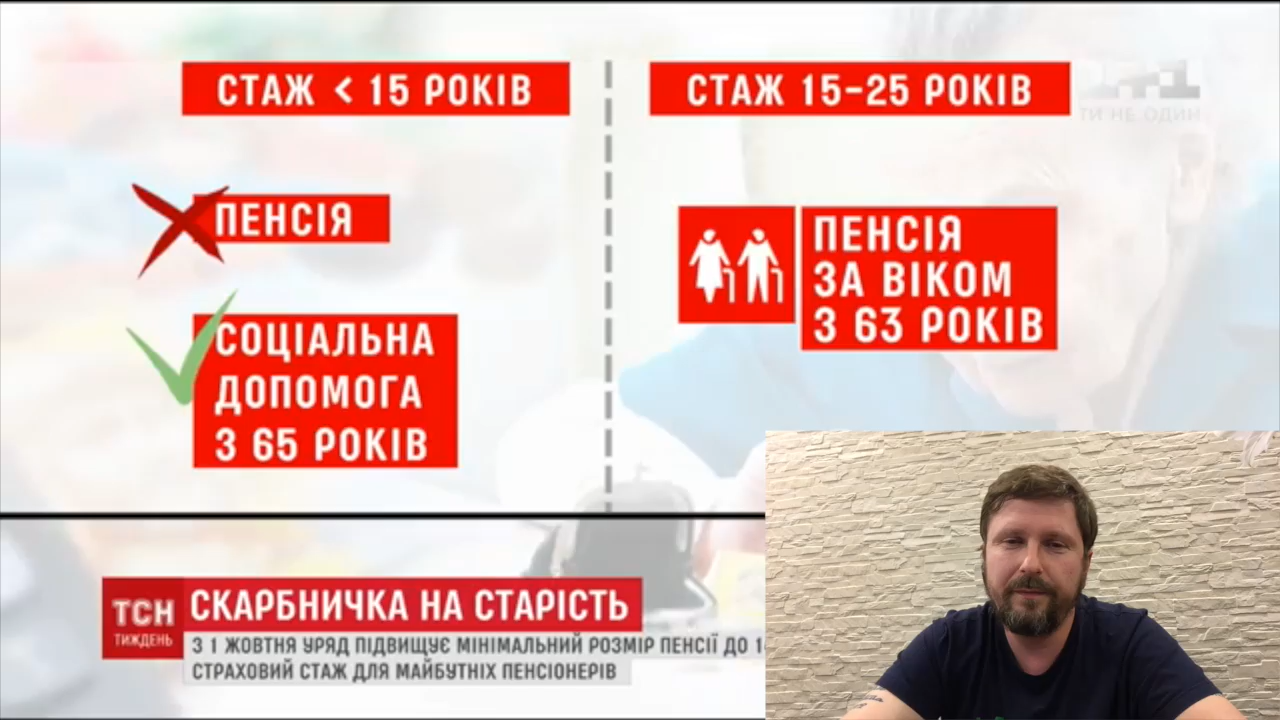 СТАЖ < 15 РОКІВ
СТАЖ 15-25 РОКІВ
ТИ НЕ ОДИН
ПЕНСІЯ
СОЦІАЛЬНА
ДОПОМОГА
З 65 РОКІВ
ПЕНСІЯ
ЗА ВІКОМ
З 63 РОКІВ
ТСН
ТИЖДЕНЬ
СКАРБНИЧКА НА СТАРІСТЬ
З 1 ЖОВТНЯ УРЯД ПІДВИЩУЄ МІНІМАЛЬНИЙ РОЗМІР ПЕНСІЇ ДО
СТРАХОВИЙ СТАЖ ДЛЯ МАЙБУТНІХ ПЕНСІОНЕРІВ